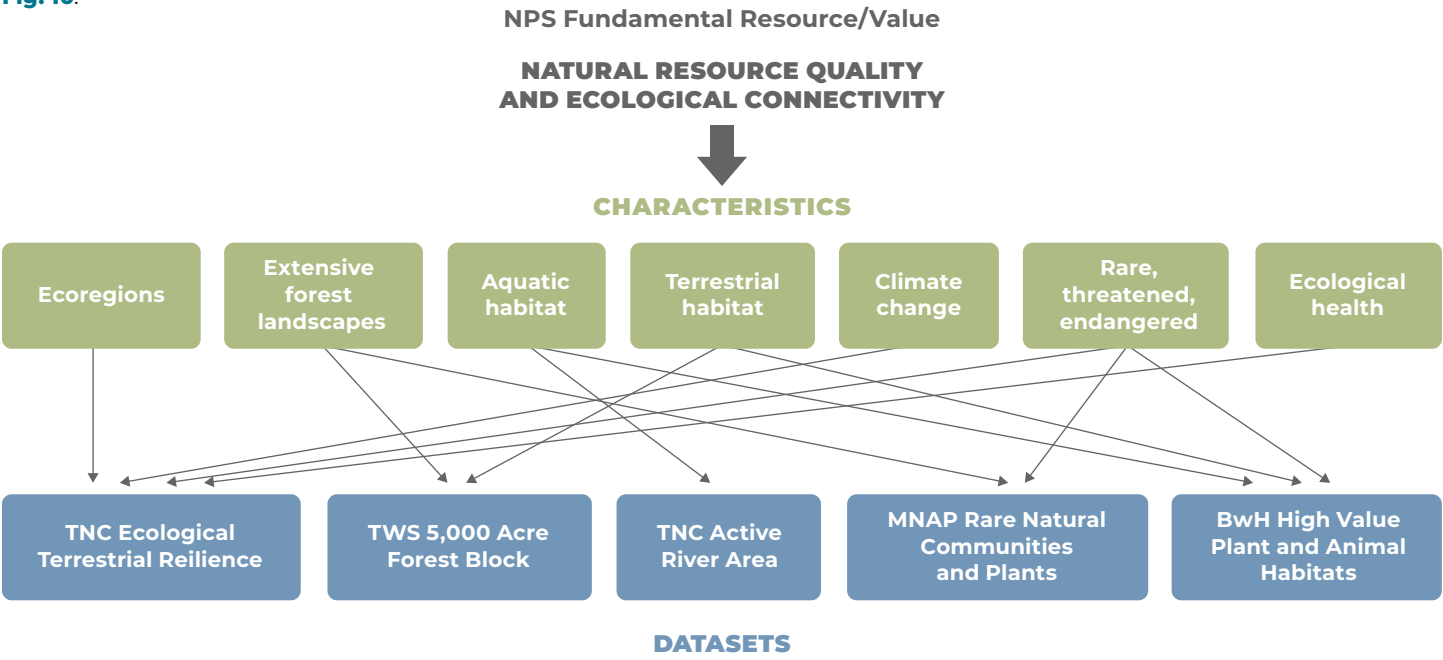 Fig. 10.
NPS Fundamental Resource/Value
NATURAL RESOURCE QUALITY
AND ECOLOGICAL CONNECTIVITY
CHARACTERISTICS
Ecoregions
Extensive
forest
landscapes
Aquatic
habitat
Terrestrial
habitat
Climate
change
Rare,
threatened,
endangered
Ecological
health
TNC Ecological
Terrestrial Reilience
TWS 5,000 Acre
Forest Block
TNC Active
River Area
MNAP Rare Natural
Communities
and Plants
BwH High Value
Plant and Animal
Habitats
DATASETS